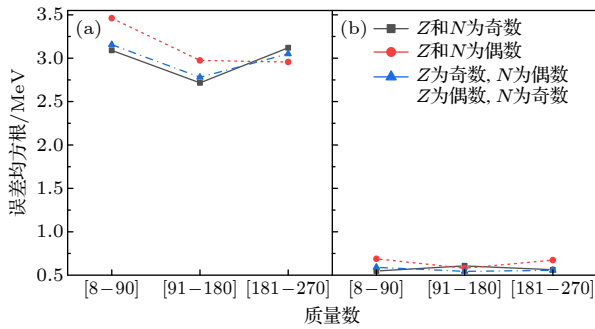 (a)
(b)
Z和N为奇数
Z和N为偶数
Z为奇数, N为偶数
Z为偶数, N为奇数
误差均方根/MeV
3.5
3.0
2.5
2.0
1.5
1.0
0.5
[8−90]
[91−180]
[181−270]
[8−90]
[91−180]
[181−270]
质量数